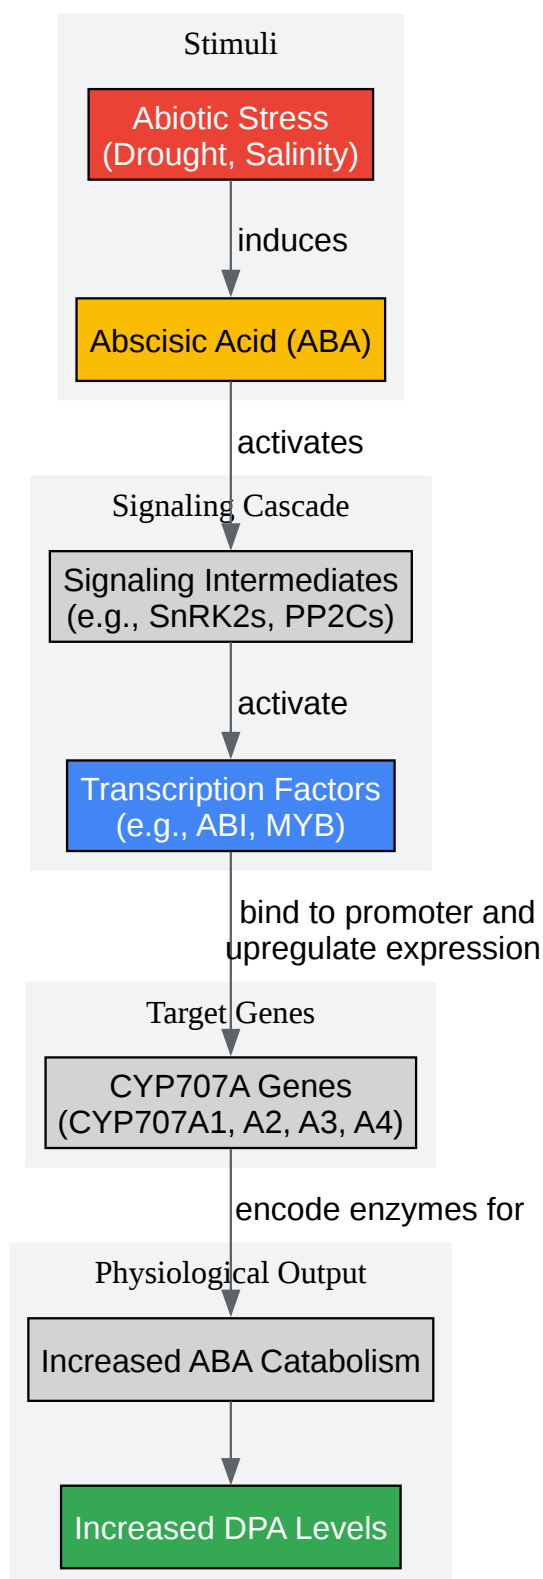 Stimuli
Abiotic Stress
(Drought, Salinity)
induces
Abscisic Acid (ABA)
activates
Signaling Cascade
Signaling Intermediates
(e.g., SnRK2s, PP2Cs)
activate
Transcription Factors
(e.g., ABI, MYB)
bind to promoter and
upregulate expression
Target Genes
CYP707A Genes
(CYP707A1, A2, A3, A4)
encode enzymes for
Physiological Output
Increased ABA Catabolism
Increased DPA Levels